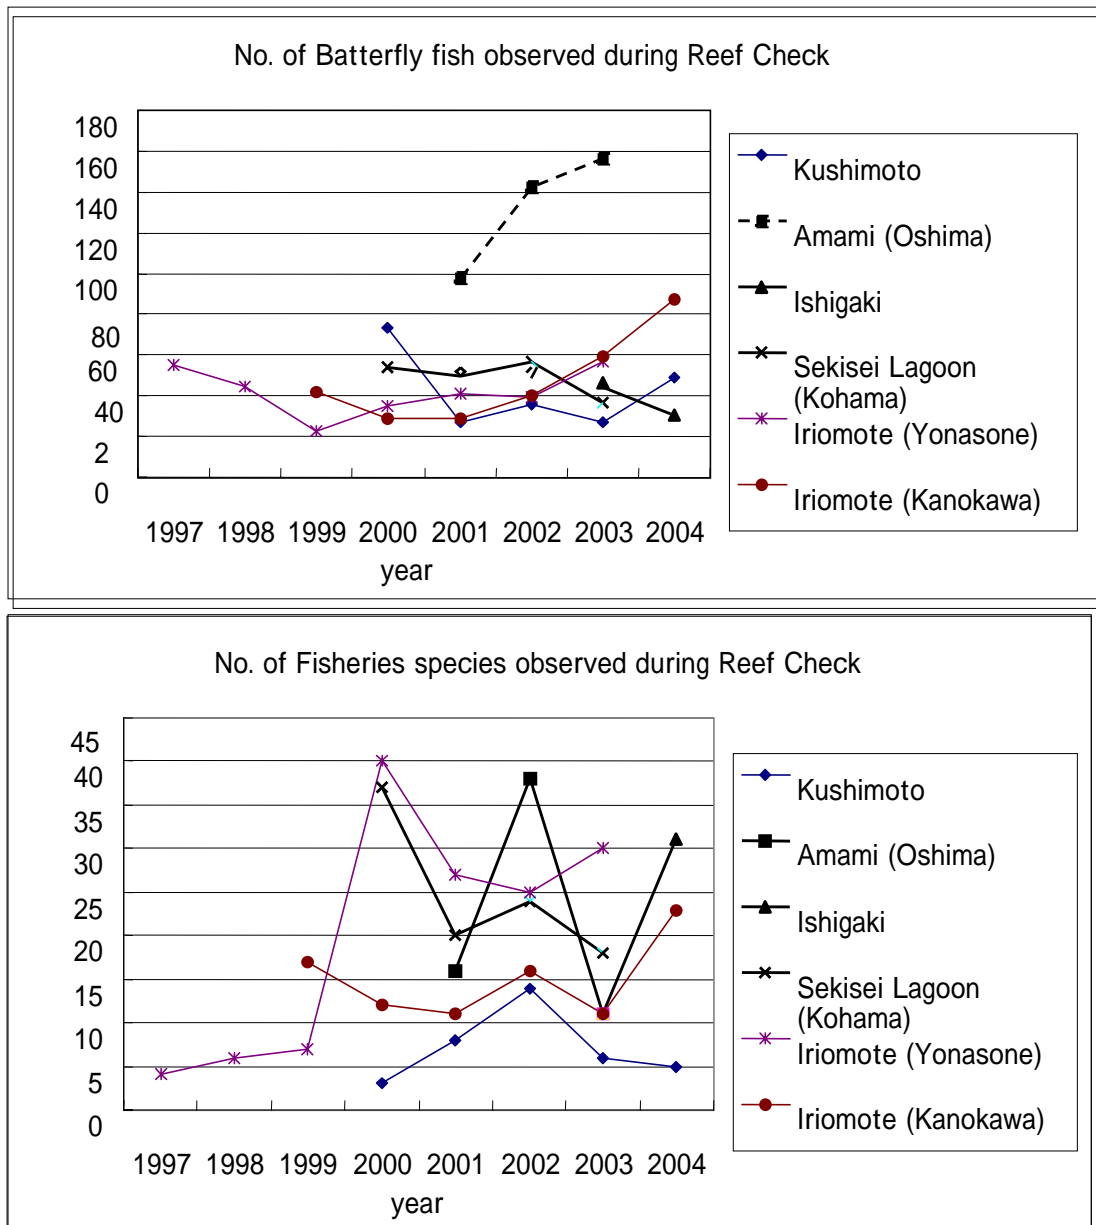 No. of Batterfly fish observed during Reef Check
180
160
140
120
100
80
60
40
2
0
1997 1998 1999 2000 2001 2002 2003 2004
year
Kushimoto
Amami (Oshima)
Ishigaki
Sekisei Lagoon
(Kohama)
Iriomote (Yonasone)
Iriomote (Kanokawa)
No. of Fisheries species observed during Reef Check
45
40
35
30
25
20
15
10
5
0
1997 1998 1999 2000 2001 2002 2003 2004
year
Kushimoto
Amami (Oshima)
Ishigaki
Sekisei Lagoon
(Kohama)
Iriomote (Yonasone)
Iriomote (Kanokawa)